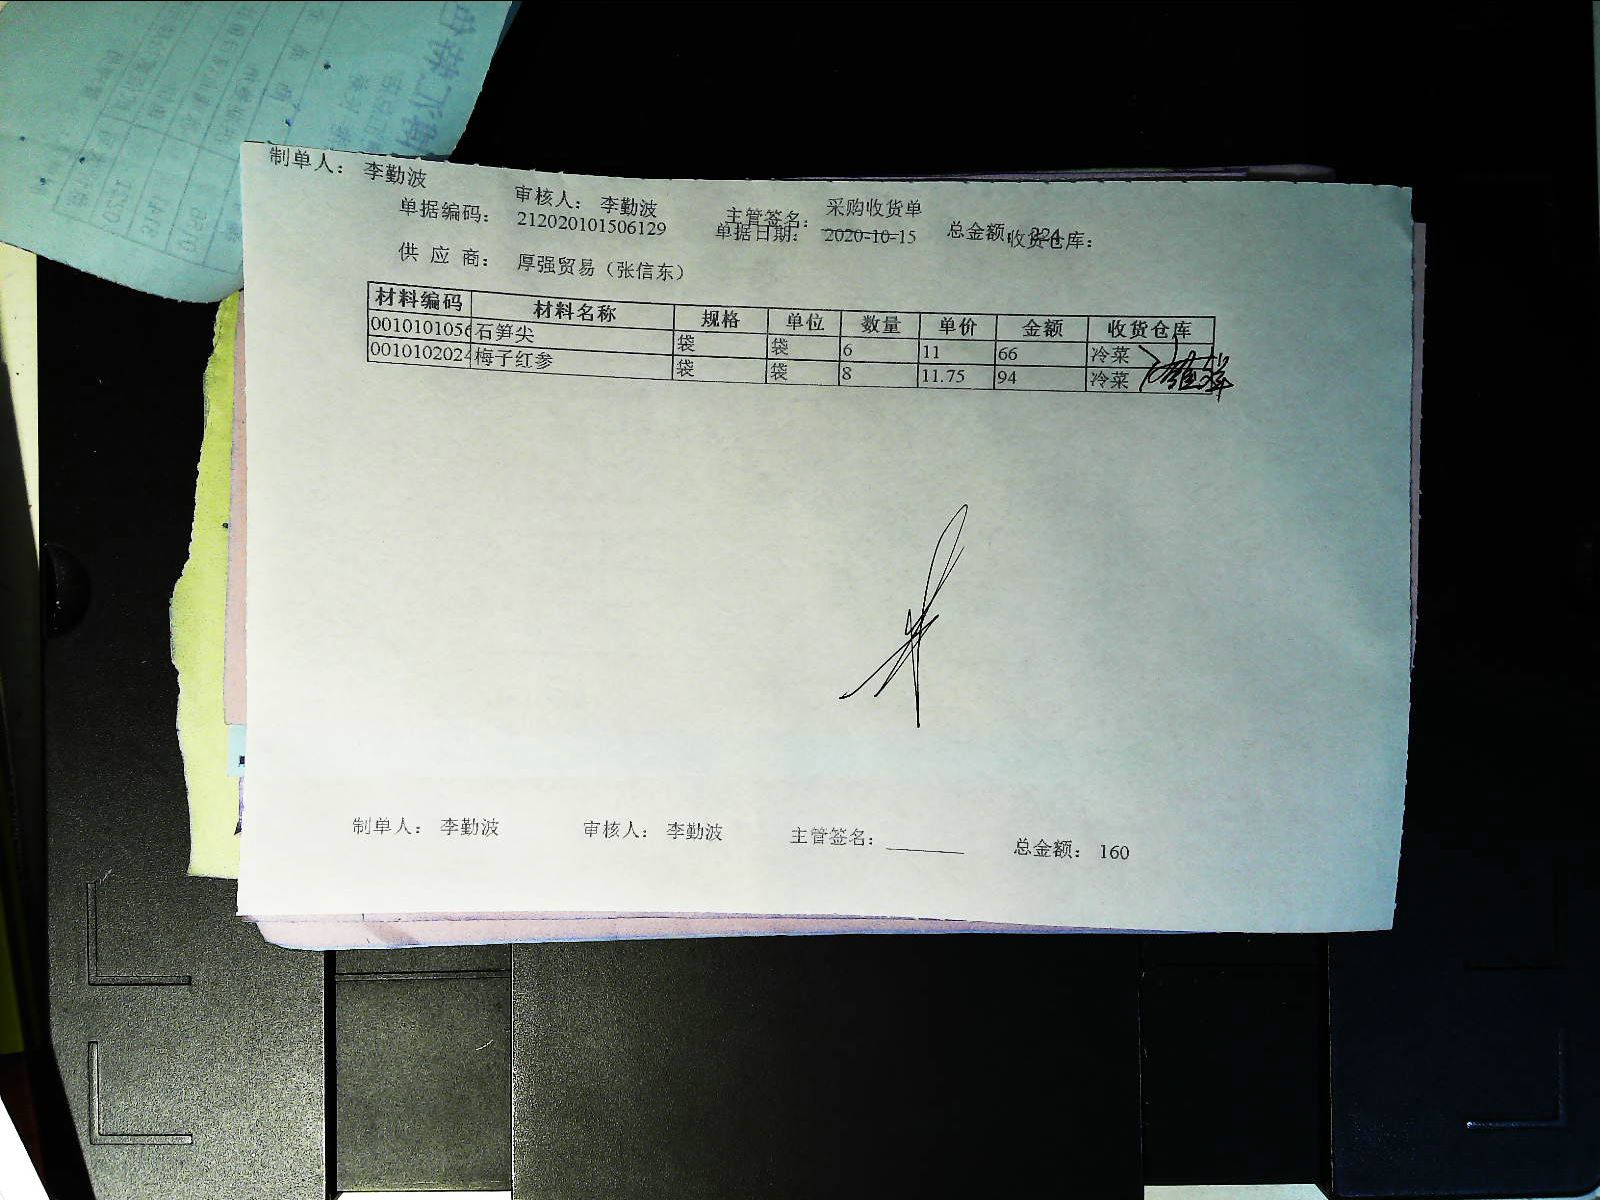 制单人： 李勤波
审核人： 李勤波 主管签名： 采购收货单 总金额： 224
单据编码： 212020101506129 单据日期： 2020-10-15 收货仓库：
供 应 商： 厚强贸易（张信东）
材料编码 材料名称 规格 单位 数量 单价 金额 收货仓库
0010101056 石笋尖 袋 袋 6 11 66 冷菜
0010102024 梅子红参 袋 袋 8 11.75 94 冷菜
制单人： 李勤波 审核人： 李勤波 主管签名： 总金额： 160